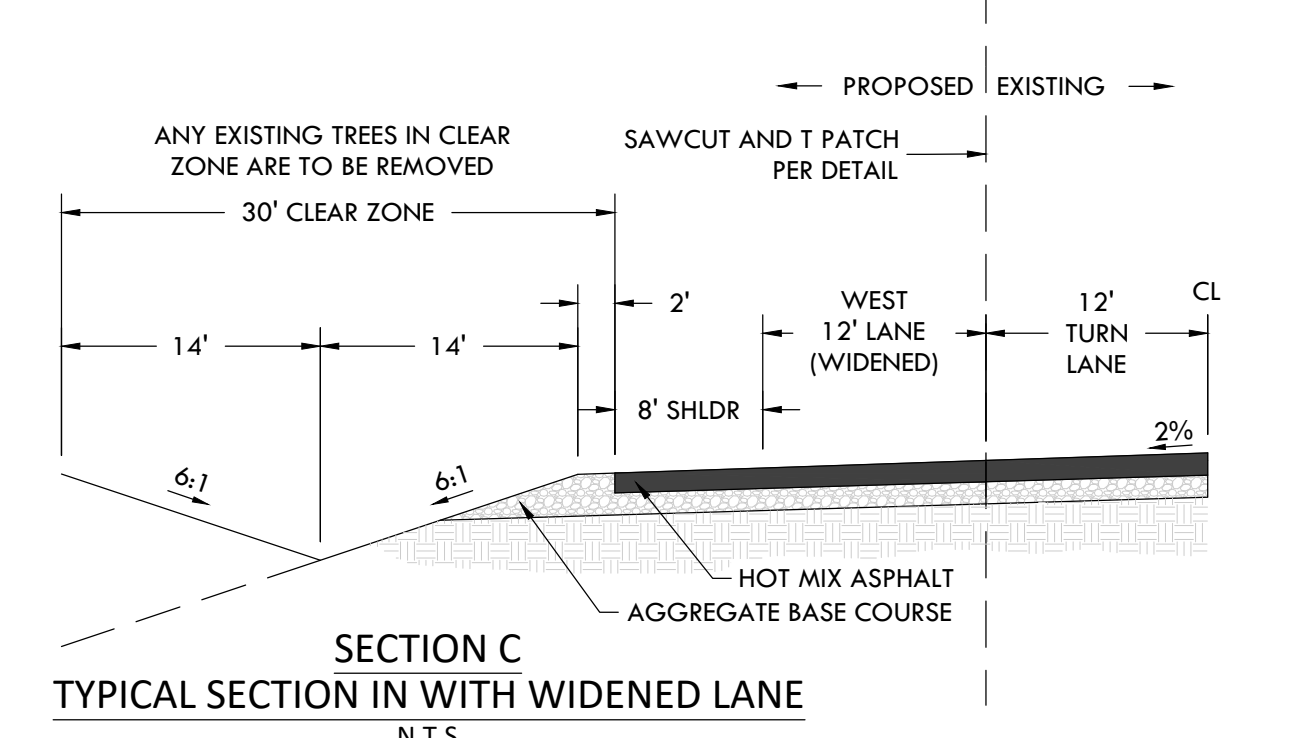 PROPOSED EXISTING
ANY EXISTING TREES IN CLEAR
ZONE ARE TO BE REMOVED
SAWCUT AND T PATCH
PER DETAIL
30' CLEAR ZONE
2'
WEST
12' LANE
(WIDENED)
12'
TURN
LANE
CL
14'
14'
8' SHLDR
2%
6:1
6:1
HOT MIX ASPHALT
AGGREGATE BASE COURSE
SECTION C
TYPICAL SECTION IN WITH WIDENED LANE
N.T.S.